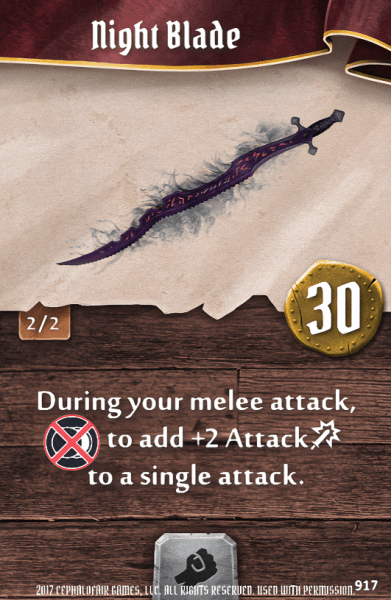 Night Blade
30
2/2
During your melee attack,
to add +2 Attack
to a single attack.
2017 CEPHALOFAIR GAMES, LLC. ALL RIGHTS RESERVED. USED WITH PERMISSION.
917